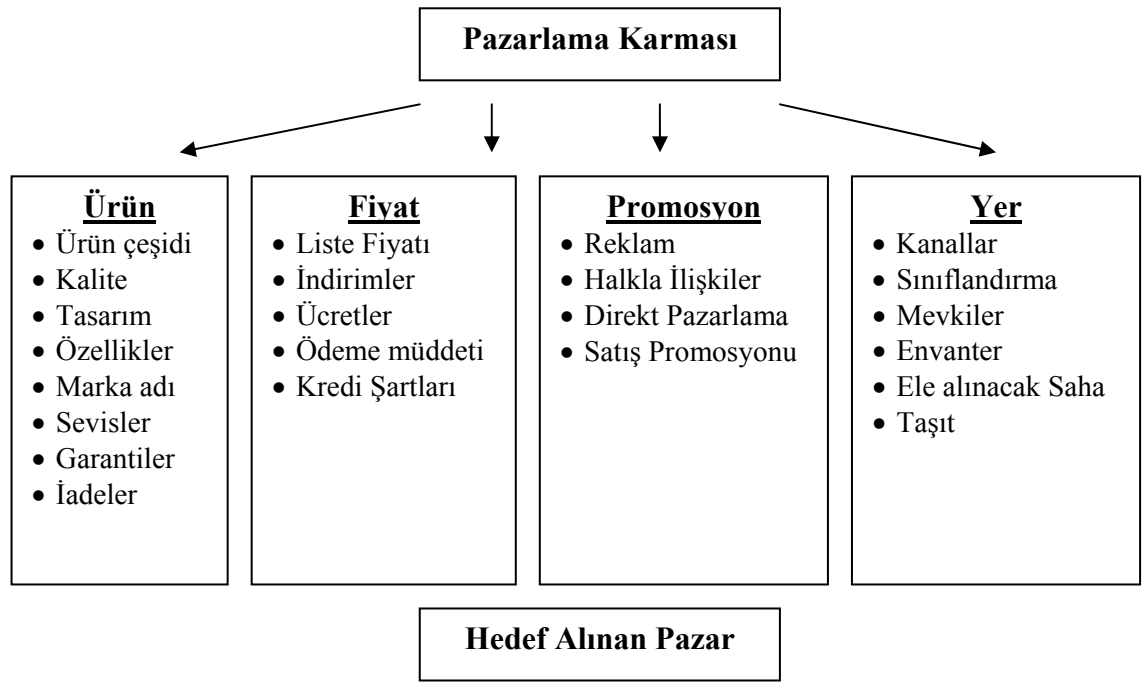 Pazarlama Karması
Ürün
• Ürün çeşidi
• Kalite
• Tasarım
• Özellikler
• Marka adı
• Sevisler
• Garantiler
• İadeler
Fiyat
• Liste Fiyatı
• İndirimler
• Ücretler
• Ödeme müddeti
• Kredi Şartları
Promosyon
• Reklam
• Halkla İlişkiler
• Direkt Pazarlama
• Satış Promosyonu
Yer
• Kanallar
• Sınıflandırma
• Mevkiler
• Envanter
• Ele alınacak Saha
• Taşıt
Hedef Alınan Pazar